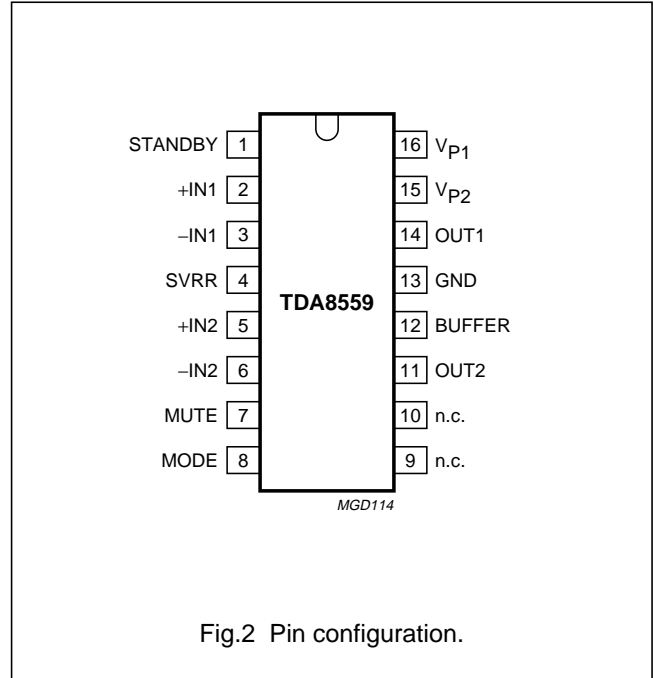 STANDBY 1
+IN1 2
−IN1 3
SVRR 4
+IN2 5
−IN2 6
MUTE 7
MODE 8
TDA8559
16 VP1
15 VP2
14 OUT1
13 GND
12 BUFFER
11 OUT2
10 n.c.
9 n.c.
MGD114
Fig.2 Pin configuration.